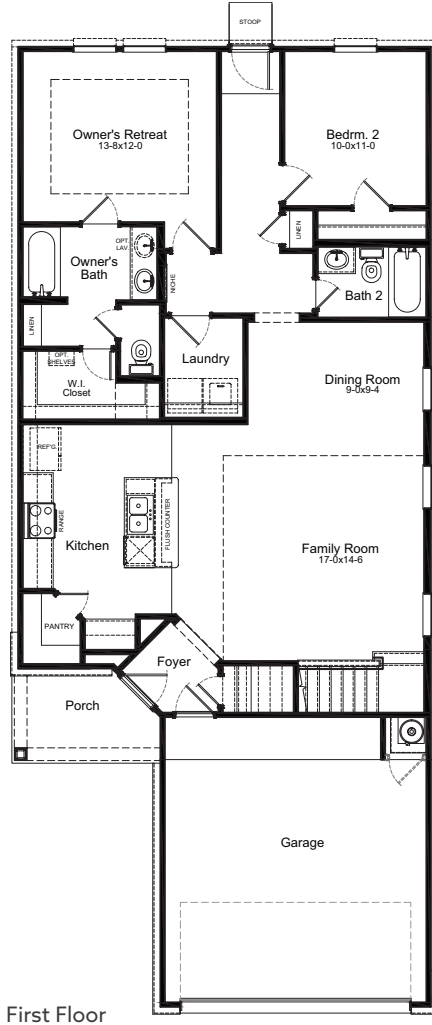 STOOP
Owner's Retreat
13-8x12-0
Bedrm. 2
10-0x11-0
LINEN
OPT.
LAV.
Owner's
Bath
NICHE
Bath 2
LINEN
OPT.
SHELVES
W.I.
Closet
Laundry
Dining Room
9-0x9-4
REF'G.
RANGE
Kitchen
FLUSH COUNTER
Family Room
17-0x14-6
PANTRY
Foyer
Porch
Garage
First Floor